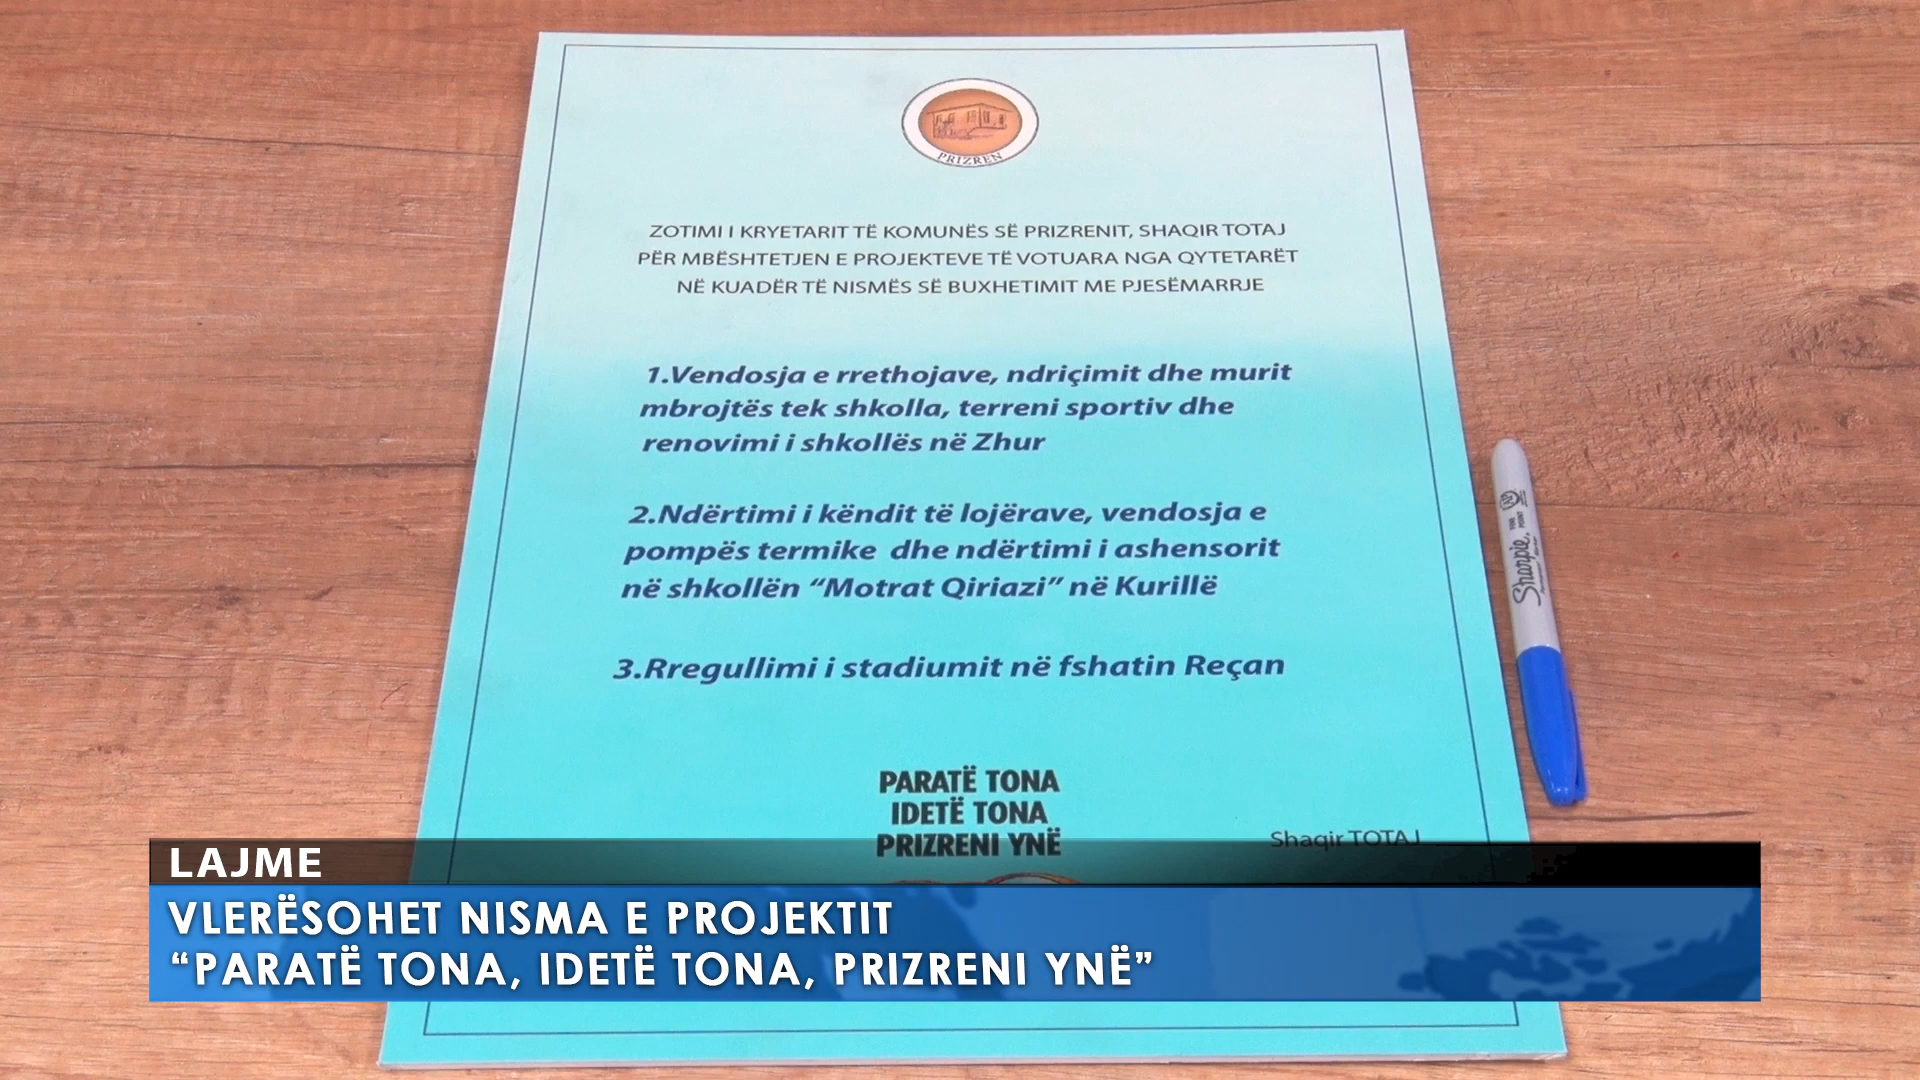 PRIZREN
ZOTIMI I KRYETARIT TË KOMUNËS SË PRIZRENIT, SHAQIR TOTAJ
PËR MBËSHTETJEN E PROJEKTEVE TË VOTUARA NGA QYTETARËT
NË KUADËR TË NISMËS SË BUXHETIMIT ME PJESËMARRJE
1.Vendosja e rrethojave, ndriçimit dhe murit
mbrojtës tek shkolla, terreni sportiv dhe
renovimi i shkollës në Zhur
2.Ndërtimi i këndit të lojërave, vendosja e
pompës termike dhe ndërtimi i ashensorit
në shkollën “Motrat Qiriazi” në Kurillë
3.Rregullimi i stadiumit në fshatin Reçan
PARATË TONA
IDETË TONA
PRIZRENI YNË
Shaqir TOTAJ
Sharpie
FINE POINT
LAJME
VLERËSOHET NISMA E PROJEKTIT
“PARATË TONA, IDETË TONA, PRIZRENI YNË”